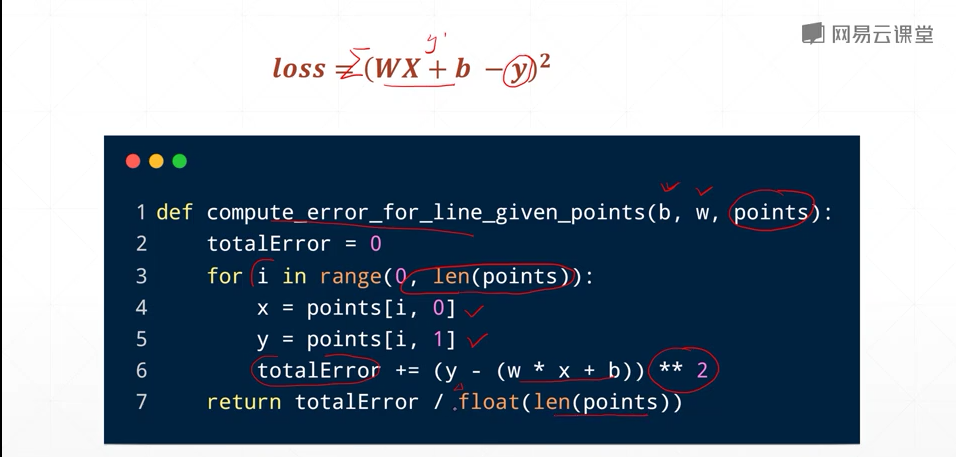 网易云课堂
y'
loss = Σ(WX + b - y)²
1 def compute_error_for_line_given_points(b, w, points):
2 totalError = 0
3 for i in range(0, len(points)):
4 x = points[i, 0]
5 y = points[i, 1]
6 totalError += (y - (w * x + b)) ** 2
7 return totalError / float(len(points))